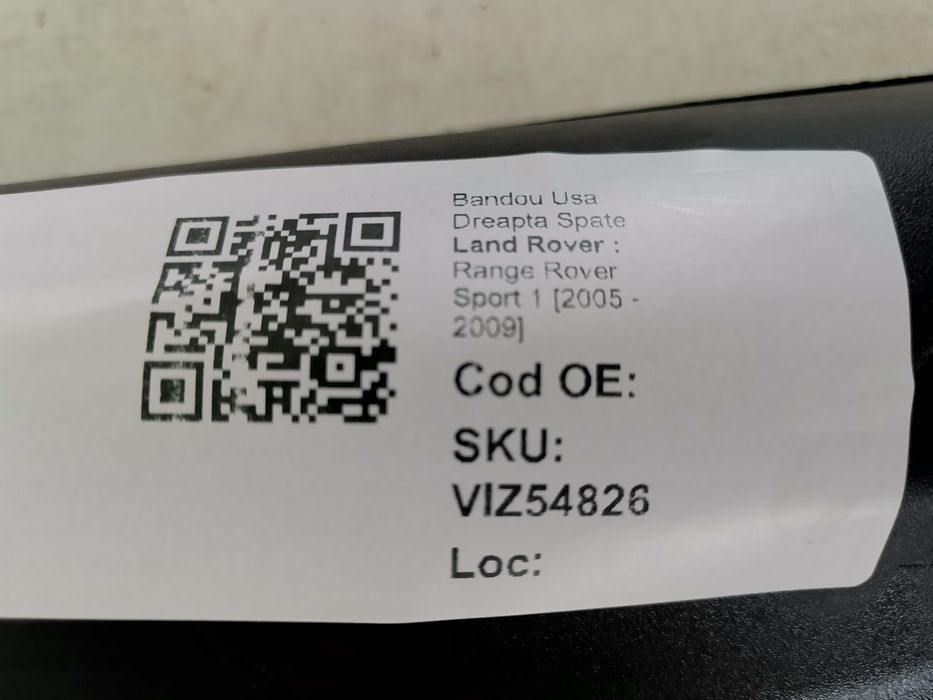 Bandou Usa
Dreapta Spate
Land Rover :
Range Rover
Sport 1 [2005 -
2009]
Cod OE:
SKU:
VIZ54826
Loc: